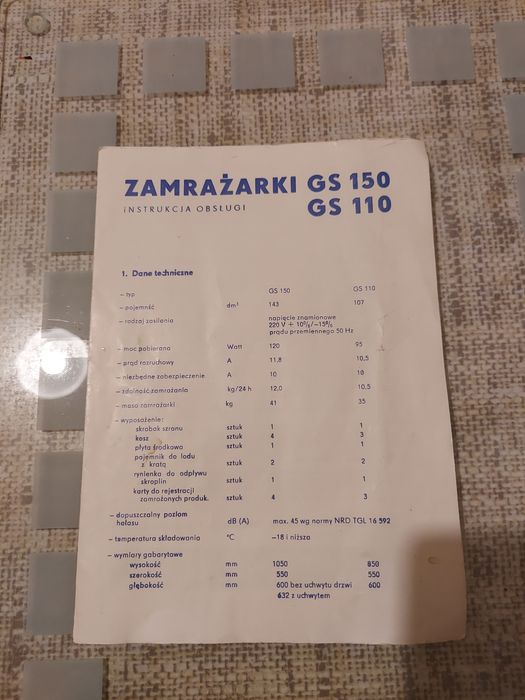 ZAMRAŻARKI GS 150
INSTRUKCJA OBSŁUGI GS 110
1. Dane techniczne
– typ GS 150 GS 110
– pojemność dm³ 143 107
– rodzaj zasilania napięcie znamionowe
220 V + 10%/–15%
prądu przemiennego 50 Hz
– moc pobierana Watt 120 95
– prąd rozruchowy A 11,8 10,5
– niezbędne zabezpieczenie A 10 10
– zdolność zamrażania kg/24 h 12,0 10,5
– masa zamrażarki kg 41 35
– wyposażenie:
skrobak szronu sztuk 1 1
kosz sztuk 4 3
płyta środkowa sztuk 1 1
pojemnik do lodu
z kratą sztuk 2 2
rynienka do odpływu
skroplin sztuk 1 1
karty do rejestracji
zamrożonych produk. sztuk 4 3
– dopuszczalny poziom
hałasu dB (A) max. 45 wg normy NRD TGL 16 592
– temperatura składowania °C –18 i niższa
– wymiary gabarytowe
wysokość mm 1050 850
szerokość mm 550 550
głębokość mm 600 bez uchwytu drzwi 600
632 z uchwytem